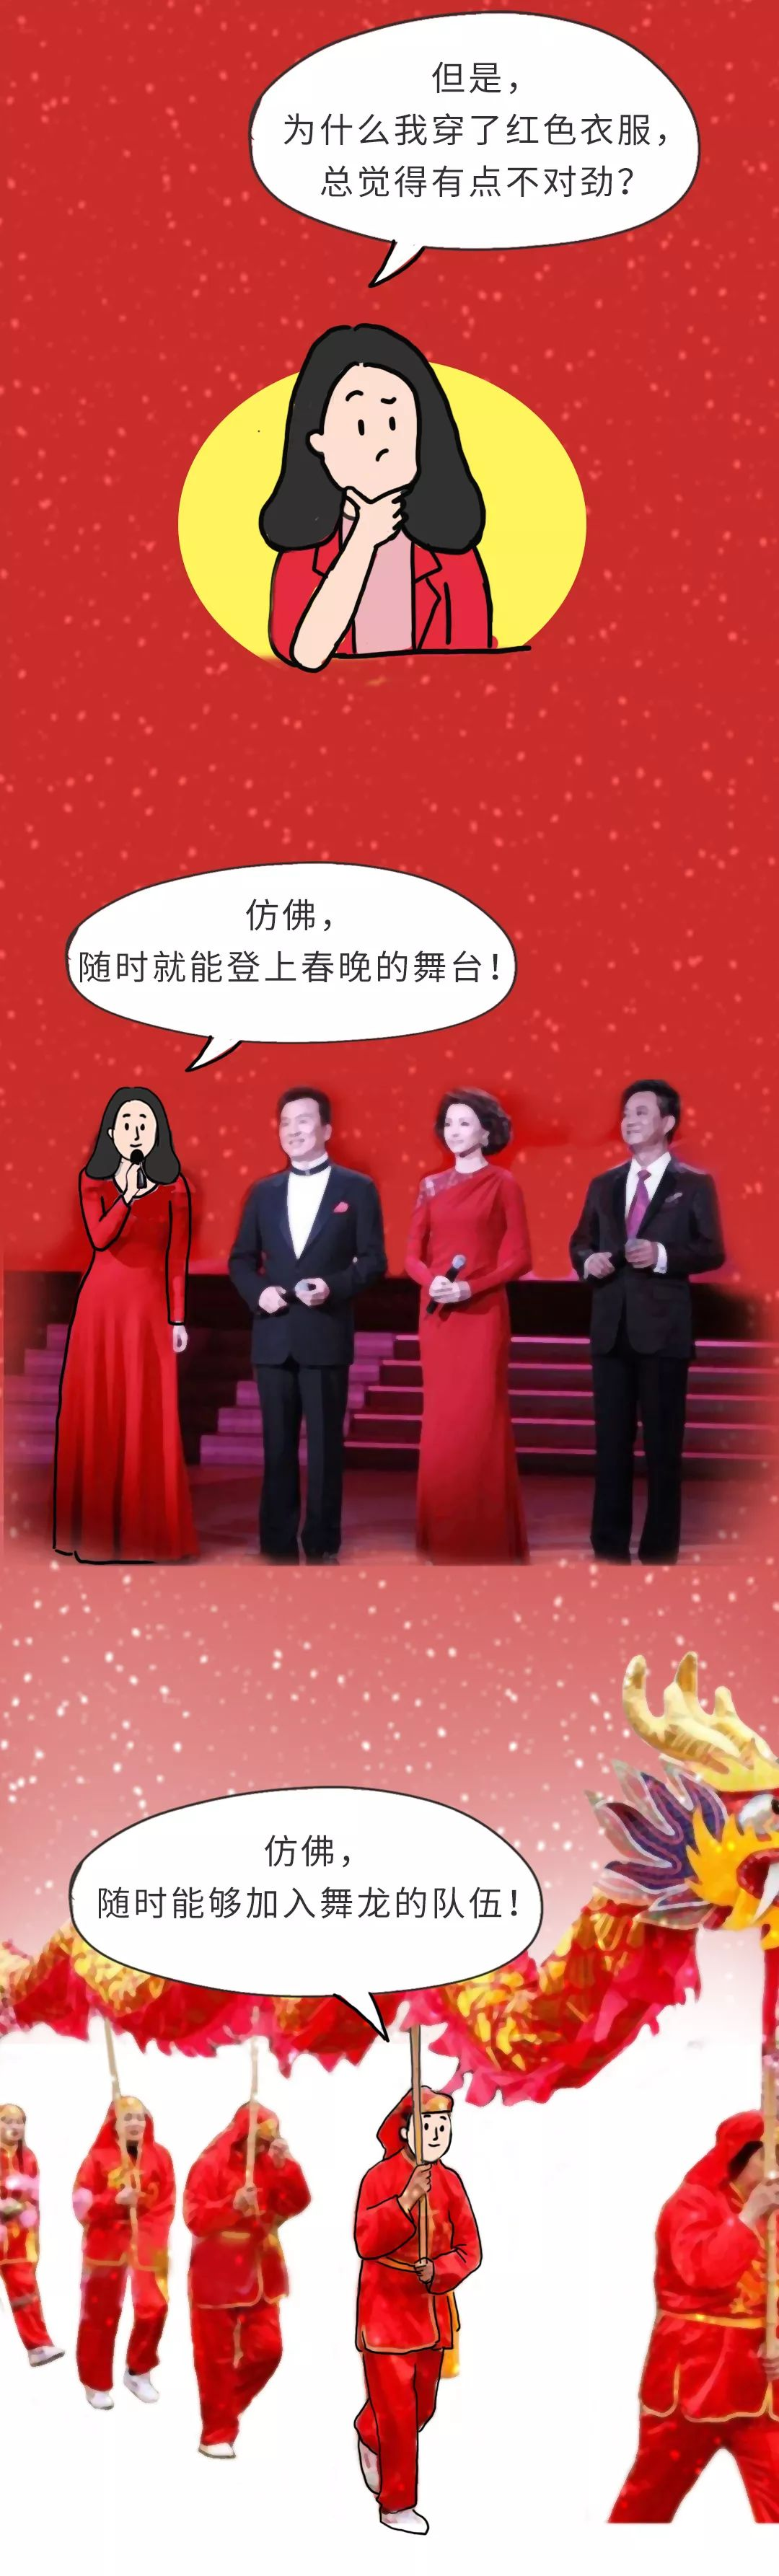 但是，
为什么我穿了红色衣服，
总觉得有点不对劲？
仿佛，
随时就能登上春晚的舞台！
仿佛，
随时能够加入舞龙的队伍！